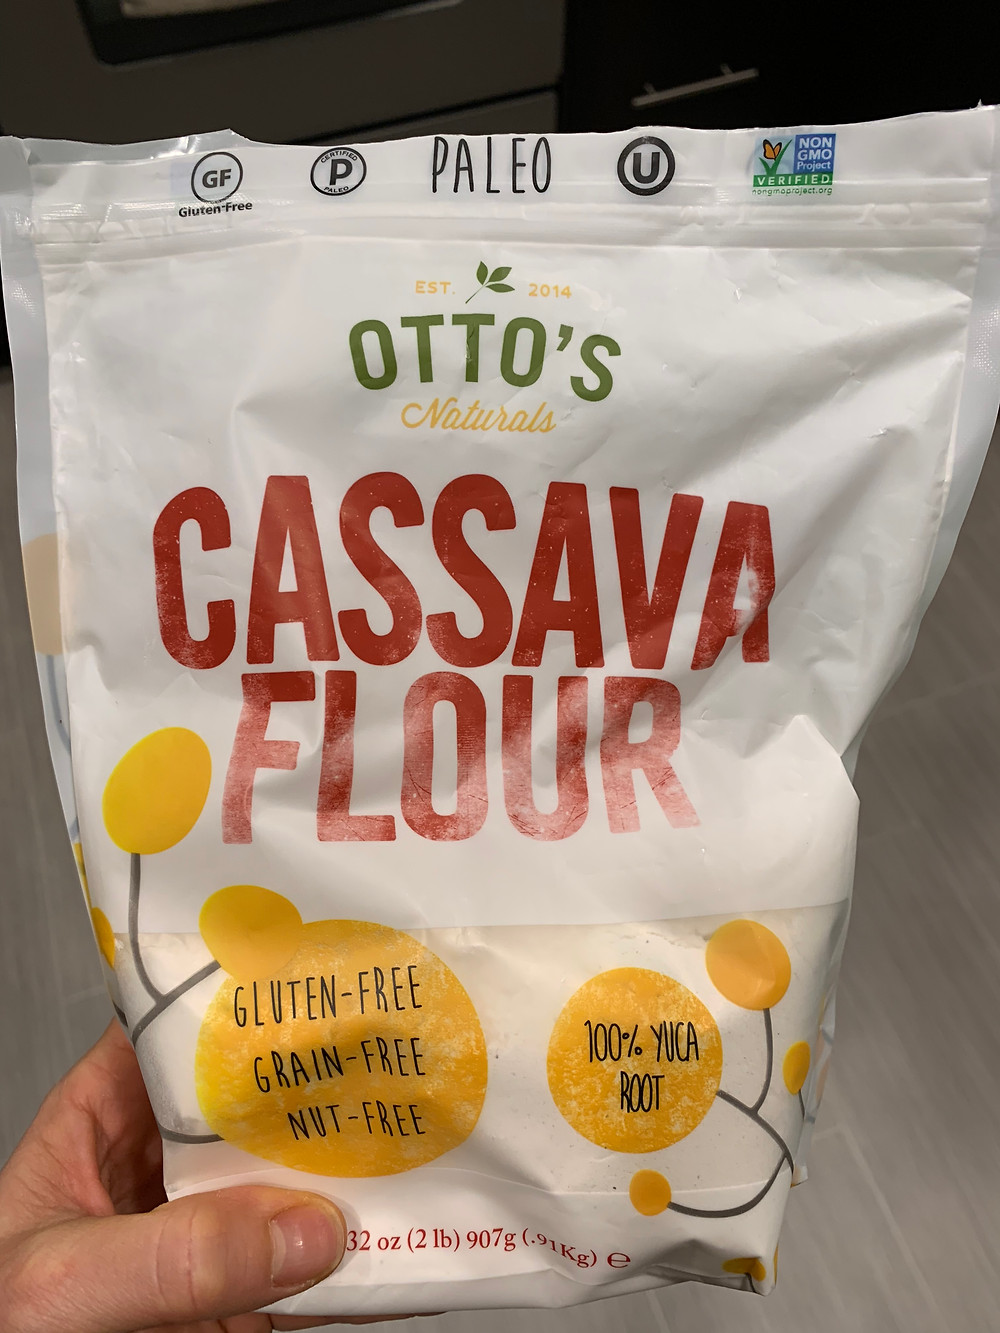 GF
Gluten-Free
CERTIFIED
P
PALEO
PALEO
U
NON
GMO
Project
VERIFIED
nongmoproject.org
EST. 2014
OTTO'S
Naturals
CASSAVA
FLOUR
GLUTEN-FREE
GRAIN-FREE
NUT-FREE
100% YUCA
ROOT
32 oz (2 lb) 907g (.91Kg) e